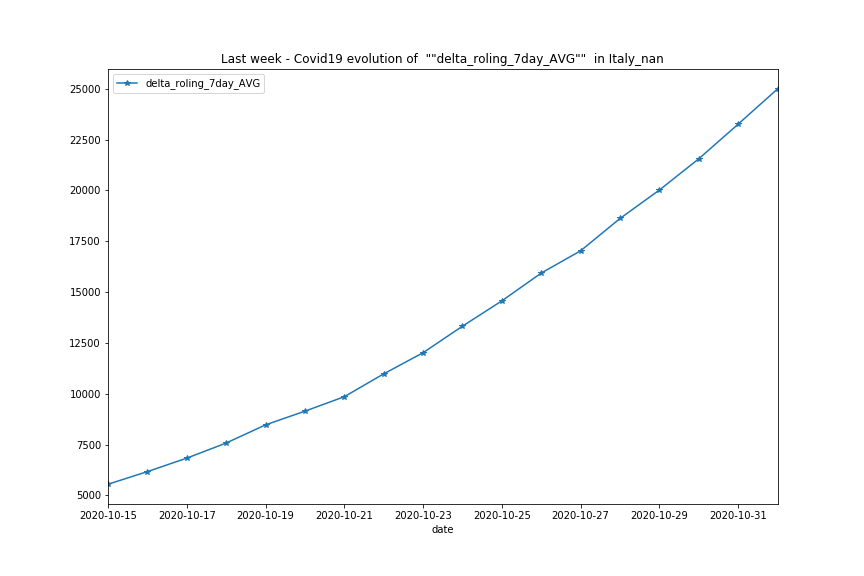 Last week - Covid19 evolution of  ""delta_roling_7day_AVG""  in Italy_nan
delta_roling_7day_AVG
25000
22500
20000
17500
15000
12500
10000
7500
5000
2020-10-15 2020-10-17 2020-10-19 2020-10-21 2020-10-23 2020-10-25 2020-10-27 2020-10-29 2020-10-31
date